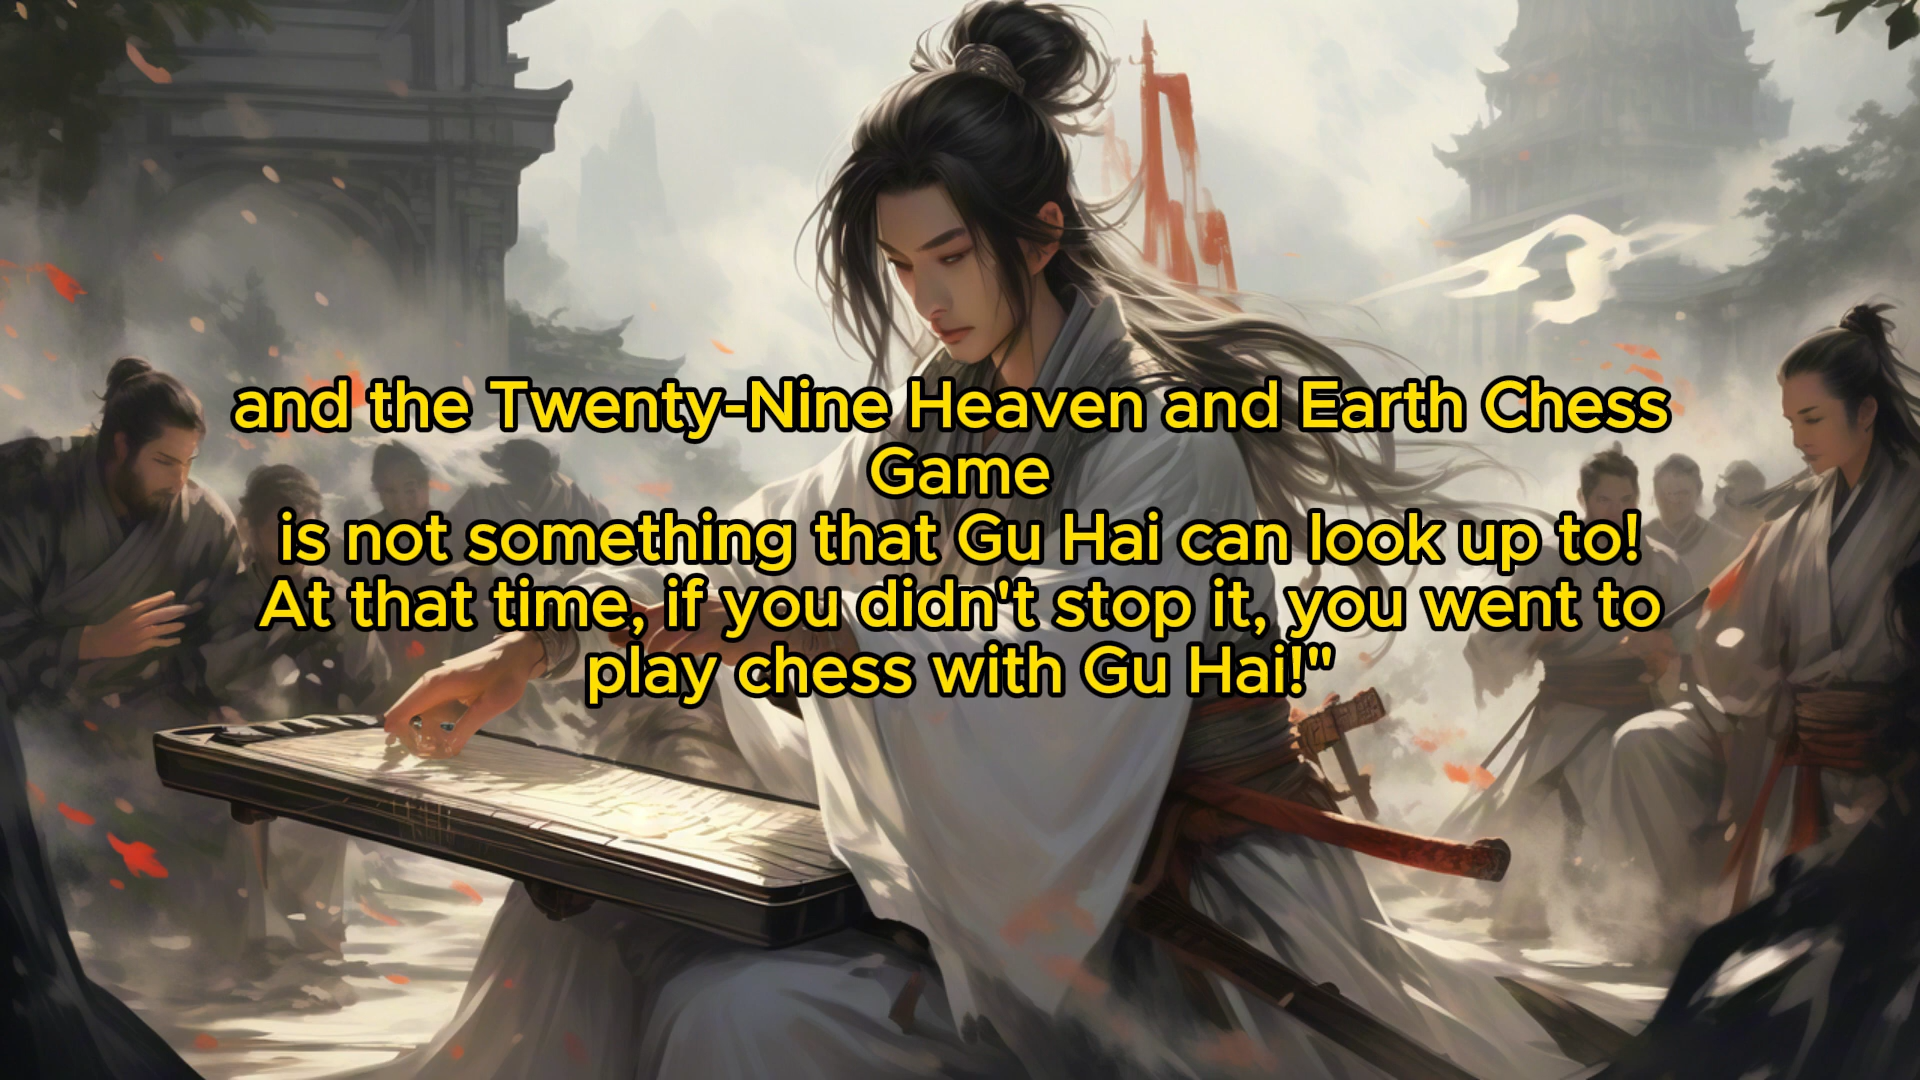 and the Twenty-Nine Heaven and Earth Chess
Game
is not something that Gu Hai can look up to!
At that time, if you didn't stop it, you went to
play chess with Gu Hai!"